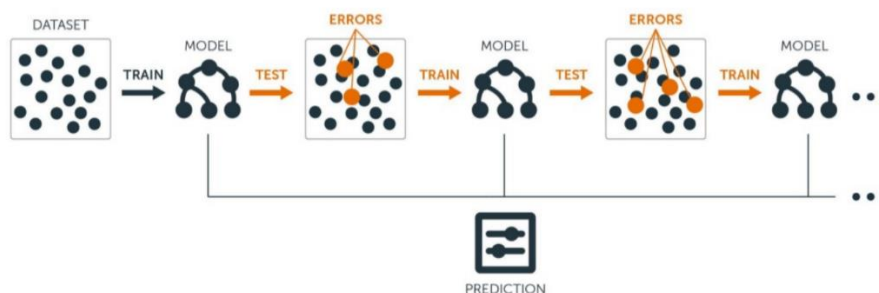 DATASET
MODEL
ERRORS
MODEL
ERRORS
MODEL
TRAIN
TEST
TRAIN
TEST
TRAIN
PREDICTION